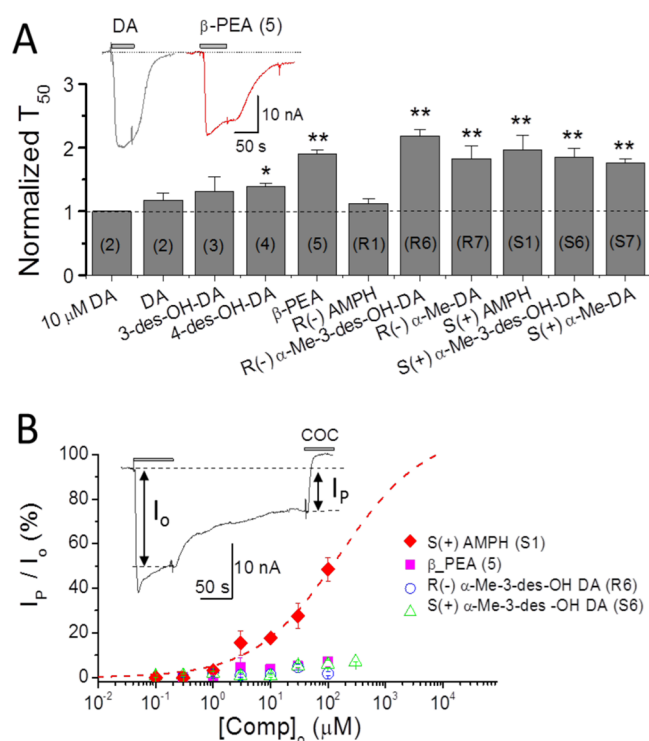 A
DA
β-PEA (5)
10 nA
50 s
Normalized T50
3
2
1
0
(2)
(2)
(3)
(4)
(5)
(R1)
(R6)
(R7)
(S1)
(S6)
(S7)
*
**
**
**
**
**
**
10 μM DA
DA
3-des-OH-DA
4-des-OH-DA
β-PEA
R(-) AMPH
R(-) α-Me-3-des-OH-DA
R(-) α-Me-DA
S(+) AMPH
S(+) α-Me-3-des-OH-DA
S(+) α-Me-DA
B
COC
Io
IP
10 nA
50 s
IP / Io (%)
100
80
60
40
20
0
S(+) AMPH (S1)
β_PEA (5)
R(-) α-Me-3-des-OH DA (R6)
S(+) α-Me-3-des -OH DA (S6)
10-2 10-1 100 101 102 103 104
[Comp]o (μM)